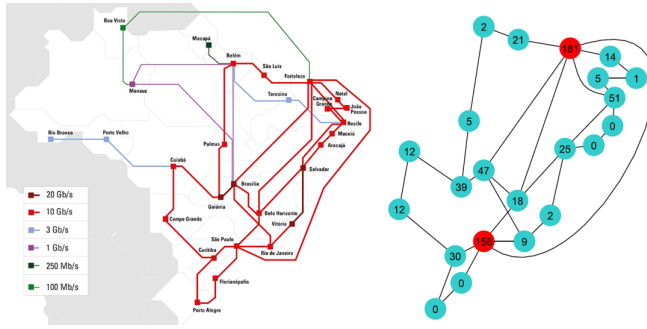 Boa Vista
Macapá
Belém
São Luís
Fortaleza
Manaus
Teresina
Campina
Grande
Natal
João
Pessoa
Recife
Maceió
Aracajú
Rio Branco
Porto Velho
Palmas
Cuiabá
Salvador
Brasília
Goiânia
Campo Grande
Belo Horizonte
Vitória
São Paulo
Rio de Janeiro
Curitiba
Florianópolis
Porto Alegre
20 Gb/s
10 Gb/s
3 Gb/s
1 Gb/s
250 Mb/s
100 Mb/s
2
21
181
14
5
1
51
5
0
25
0
12
47
39
18
12
2
158
9
30
0
0